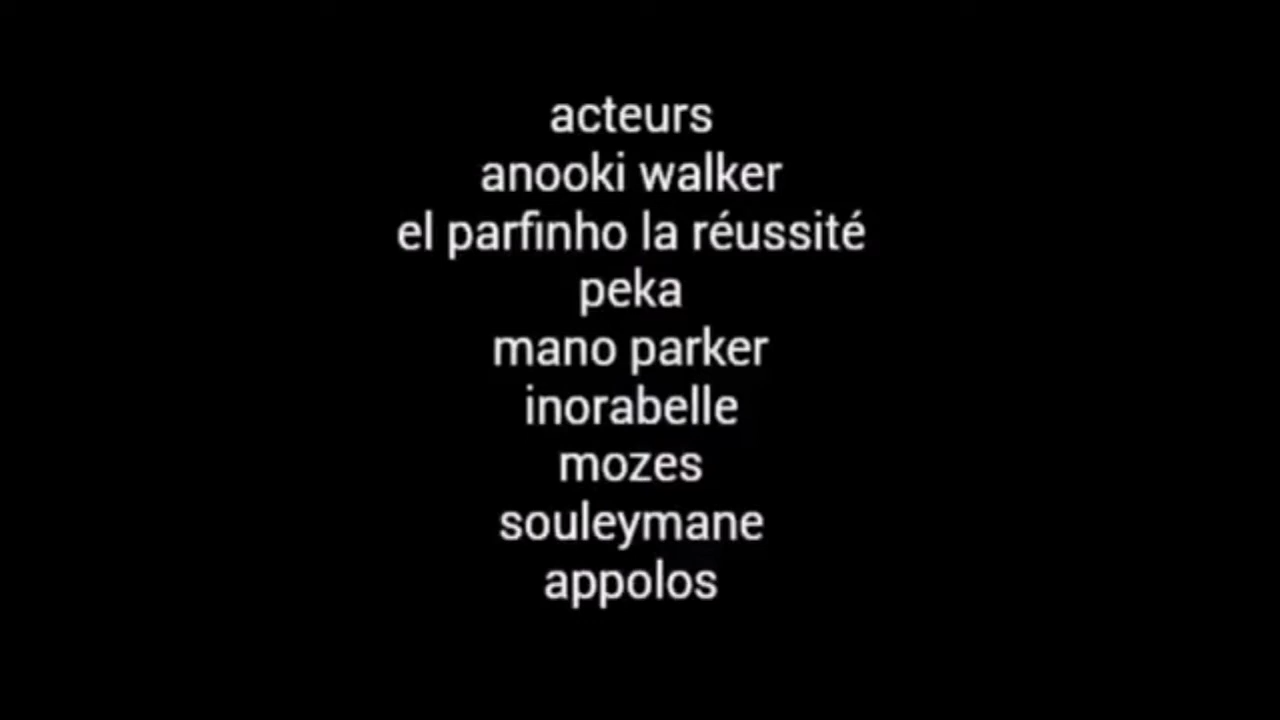 acteurs
anooki walker
el parfinho la réussité
peka
mano parker
inorabelle
mozes
souleymane
appolos